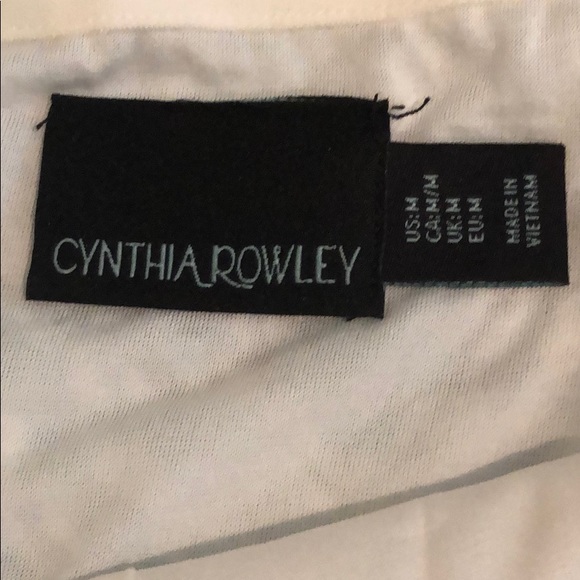 CYNTHIA ROWLEY
US:M
CA:M/M
UK:M
EU:M
MADE IN
VIETNAM